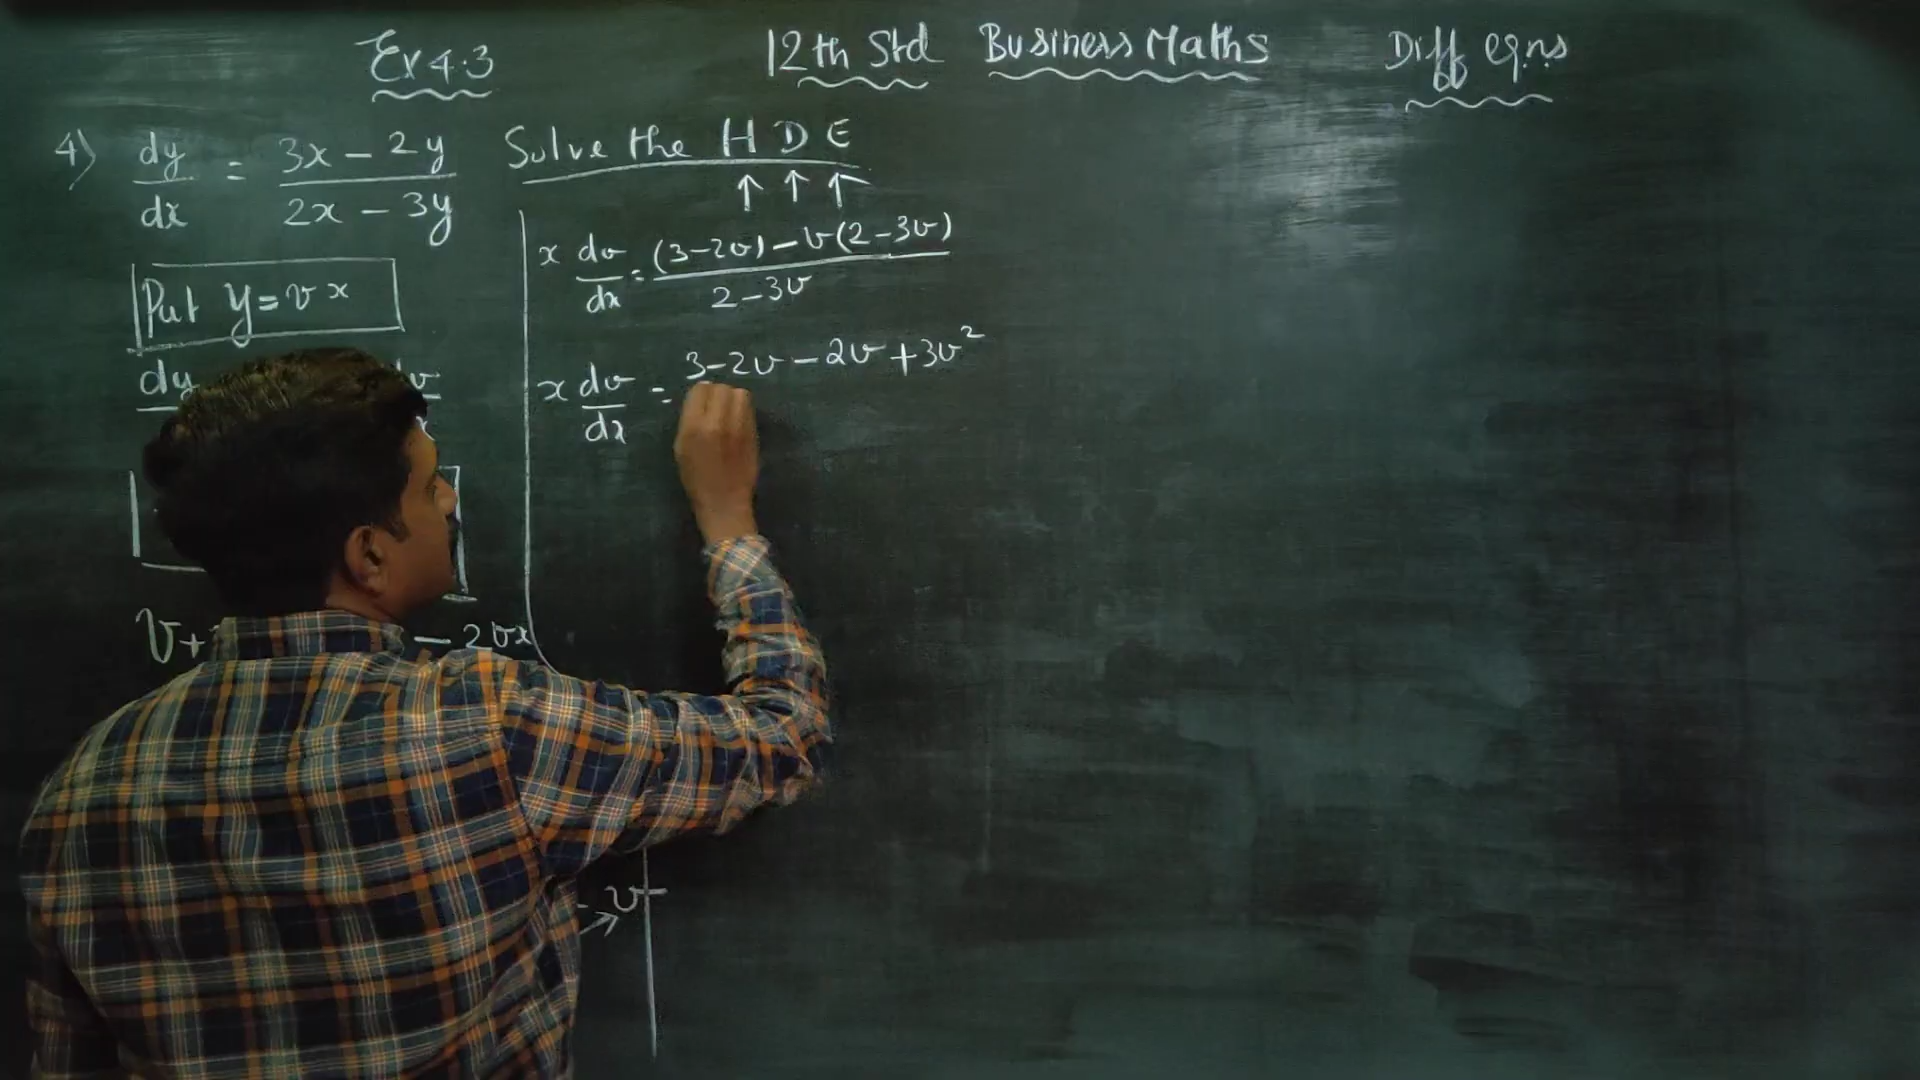 Ex 4.3
12th Std Business Maths Diff eqns
4) dy/dx = 3x - 2y / 2x - 3y
Solve the H D E
↑ ↑ ↑
Put y = vx
dy
v +
- 2vx
- v
x dv/dx = (3-2v) - v(2-3v) / 2-3v
x dv/dx = 3-2v - 2v + 3v²